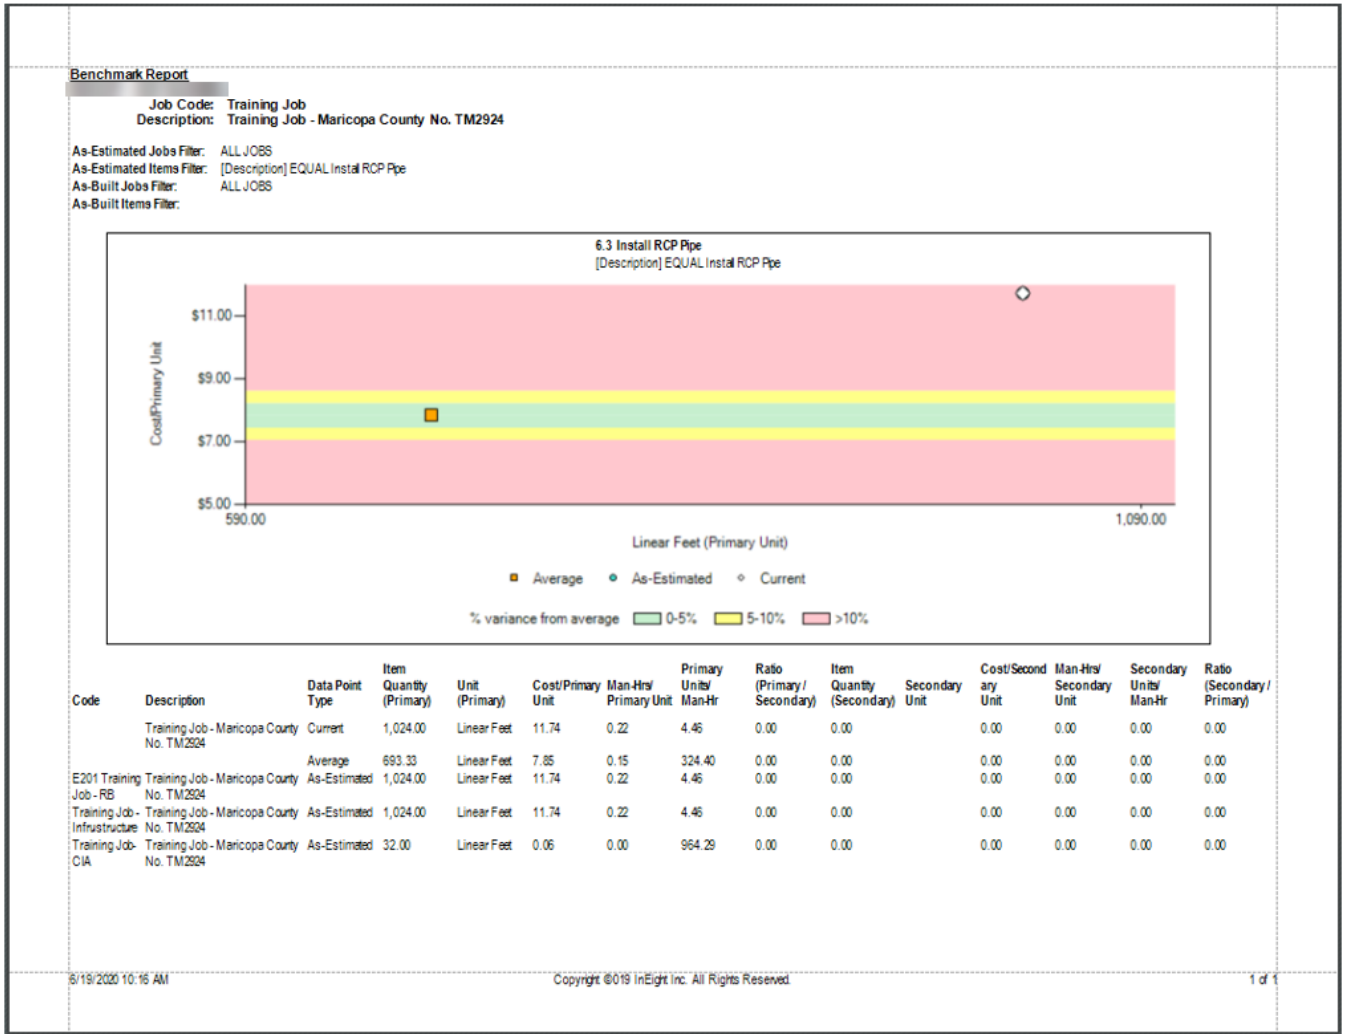 Benchmark Report
Job Code: Training Job
Description: Training Job - Maricopa County No. TM2924
As-Estimated Jobs Filter: ALL JOBS
As-Estimated Items Filter: [Description] EQUAL Install RCP Pipe
As-Built Jobs Filter: ALL JOBS
As-Built Items Filter:
6.3 Install RCP Pipe
[Description] EQUAL Install RCP Pipe
Cost/Primary Unit
$11.00
$9.00
$7.00
$5.00
590.00 1,090.00
Linear Feet (Primary Unit)
Average As-Estimated Current
% variance from average 0-5% 5-10% >10%
Item Primary Ratio Item Cost/Second Man-Hrs/ Secondary Ratio
Data Point Quantity Unit Cost/Primary Man-Hrs/ Units/ (Primary / Quantity Secondary ary Secondary Units/ (Secondary /
Code Description Type (Primary) (Primary) Unit Primary Unit Man-Hr Secondary) (Secondary) Unit Unit Unit Man-Hr Primary)
Training Job - Maricopa County Current 1,024.00 Linear Feet 11.74 0.22 4.46 0.00 0.00 0.00 0.00 0.00 0.00
No. TM2924
Average 693.33 Linear Feet 7.85 0.15 324.40 0.00 0.00 0.00 0.00 0.00 0.00
E201 Training Training Job - Maricopa County As-Estimated 1,024.00 Linear Feet 11.74 0.22 4.46 0.00 0.00 0.00 0.00 0.00 0.00
Job - RB No. TM2924
Training Job - Training Job - Maricopa County As-Estimated 1,024.00 Linear Feet 11.74 0.22 4.46 0.00 0.00 0.00 0.00 0.00 0.00
Infrustructure No. TM2924
Training Job- Training Job - Maricopa County As-Estimated 32.00 Linear Feet 0.06 0.00 964.29 0.00 0.00 0.00 0.00 0.00 0.00
CIA No. TM2924
6/19/2020 10:16 AM Copyright ©019 InEight Inc. All Rights Reserved. 1 of 1